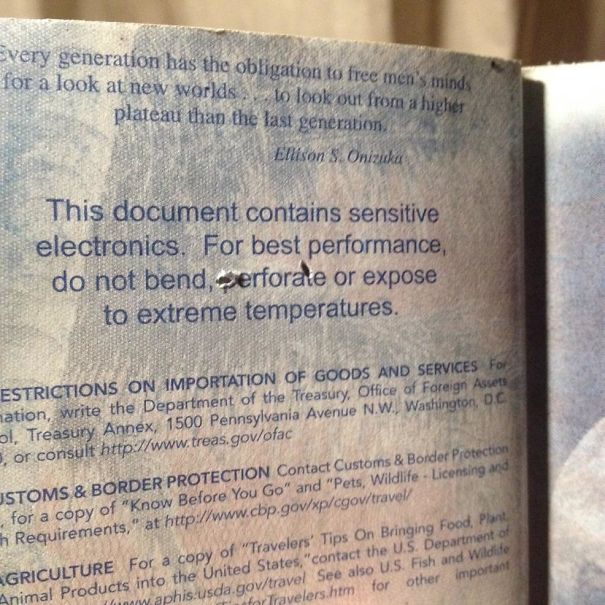 Every generation has the obligation to free men's minds
for a look at new worlds . . . to look out from a higher
plateau than the last generation.
Ellison S. Onizuka
This document contains sensitive
electronics. For best performance,
do not bend, perforate or expose
to extreme temperatures.
ESTRICTIONS ON IMPORTATION OF GOODS AND SERVICES For
ation, write the Department of the Treasury, Office of Foreign Assets
ol, Treasury Annex, 1500 Pennsylvania Avenue N.W., Washington, D.C.
, or consult http://www.treas.gov/ofac
USTOMS & BORDER PROTECTION Contact Customs & Border Protection
, for a copy of "Know Before You Go" and "Pets, Wildlife - Licensing and
h Requirements," at http://www.cbp.gov/xp/cgov/travel/
AGRICULTURE For a copy of "Travelers' Tips On Bringing Food, Plant,
Animal Products into the United States," contact the U.S. Department of
www.aphis.usda.gov/travel See also U.S. Fish and Wildlife
forTravelers.htm for other important